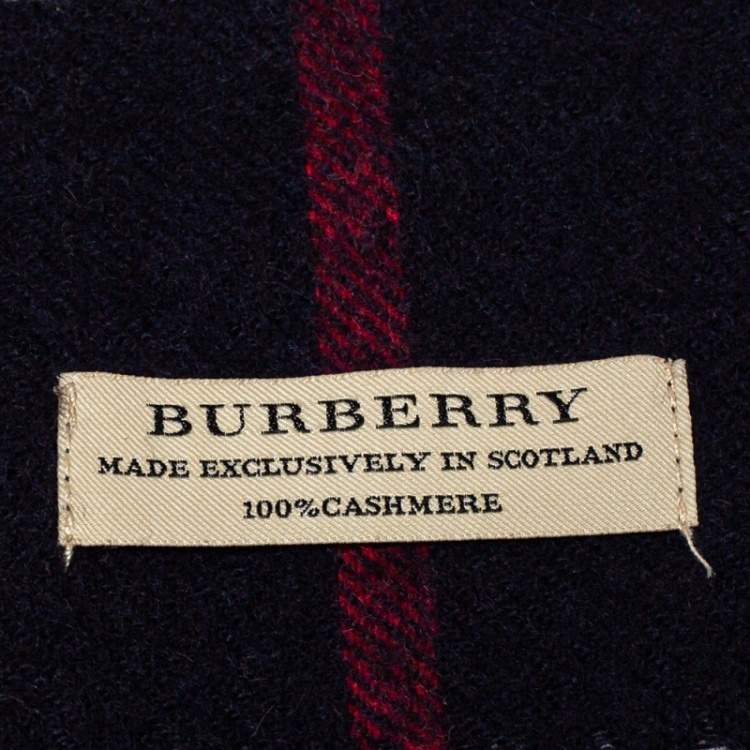 BURBERRY
MADE EXCLUSIVELY IN SCOTLAND
100%CASHMERE